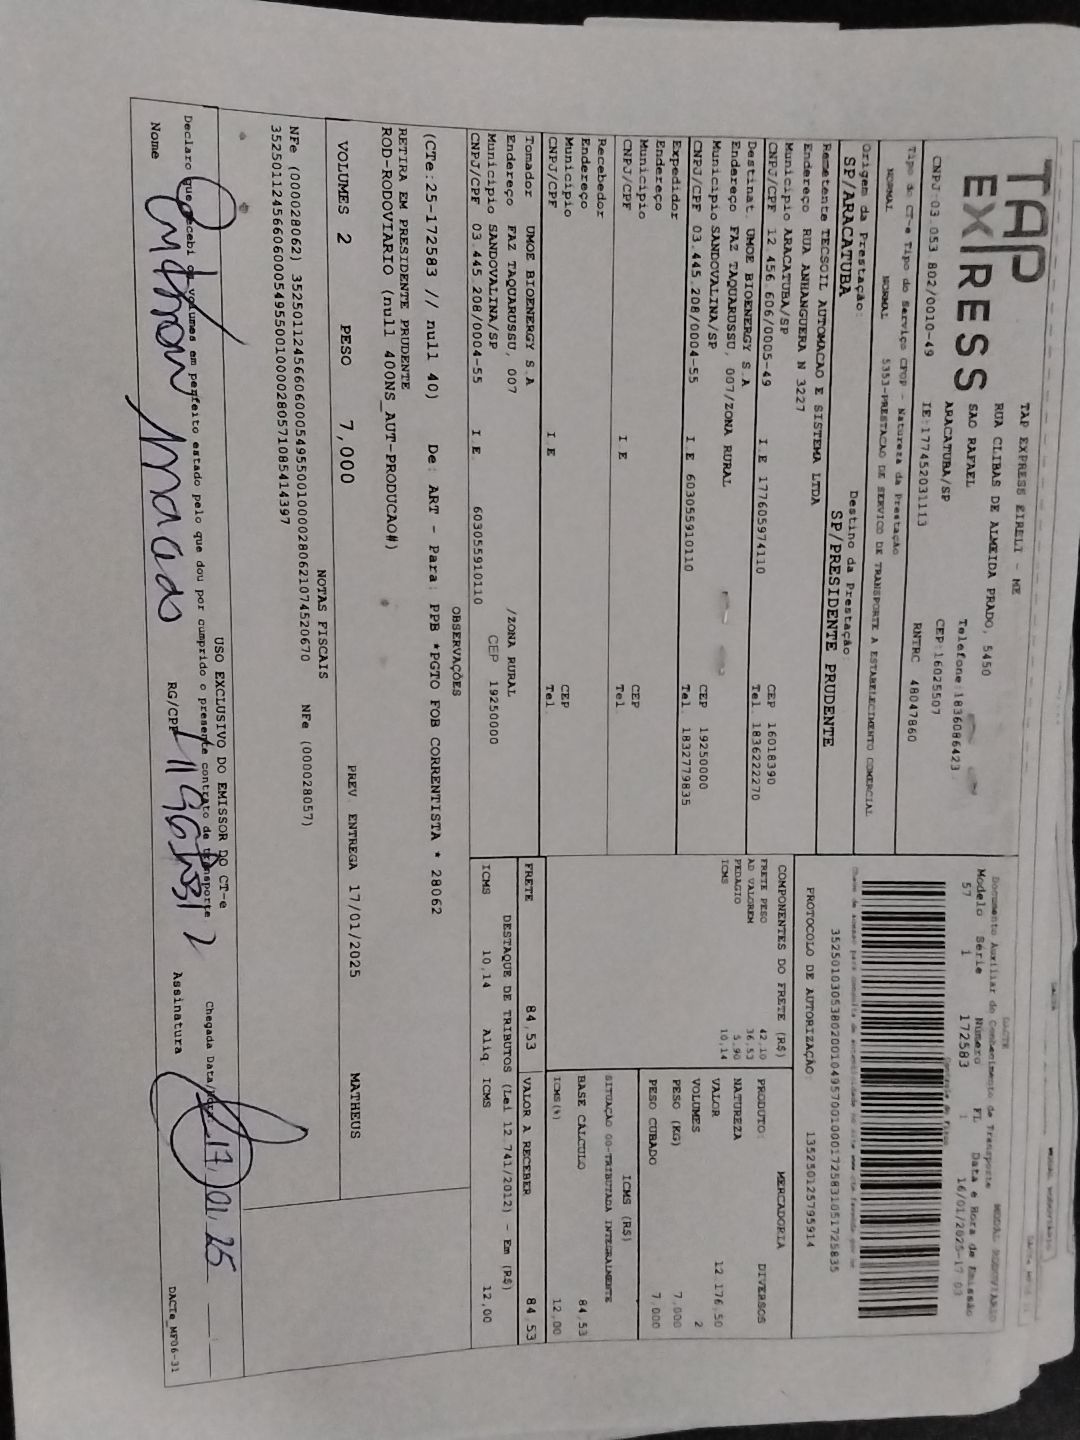 TAP
EXPRESS
TAP EXPRESS EIRELI - ME
RUA CLIBAS DE ALMEIDA PRADO, 5450
SAO RAFAEL
ARACATUBA/SP
Telefone:1836086423
CEP:16025507
CNPJ:03.053.802/0010-49 IE:177452031113 RNTRC 48047860
Tipo do CT-e Tipo do Serviço CFOP - Natureza da Prestação
NORMAL NORMAL 5353-PRESTACAO DE SERVICO DE TRANSPORTE A ESTABELECIMENTO COMERCIAL
Origem da Prestação: Destino da Prestação:
SP/ARACATUBA SP/PRESIDENTE PRUDENTE
Remetente TECSOIL AUTOMACAO E SISTEMA LTDA
Endereço RUA ANHANGUERA N 3227
Município ARACATUBA/SP CEP 16018390
CNPJ/CPF 12.456.606/0005-49 I.E 177605974110 Tel. 1836222270
Destinat. UMOE BIOENERGY S.A
Endereço FAZ TAQUARUSSU, 007/ZONA RURAL
Município SANDOVALINA/SP CEP 19250000
CNPJ/CPF 03.445.208/0004-55 I.E 603055910110 Tel. 1832779835
Expedidor
Endereço
Município CEP
CNPJ/CPF I E Tel.
Recebedor
Endereço
Município CEP
CNPJ/CPF I E Tel.
Tomador UMOE BIOENERGY S.A
Endereço FAZ TAQUARUSSU, 007 /ZONA RURAL
Município SANDOVALINA/SP CEP 19250000
CNPJ/CPF 03.445.208/0004-55 I.E. 603055910110
Documento Auxiliar do Conhecimento de Transporte
Modelo Série Número FL Data e Hora de Emissão
57 1 172583 1 16/01/2025-17:03
Controle do Fisco
35250103053802001049570010001725831051725835
PROTOCOLO DE AUTORIZAÇÃO: 135250125795914
COMPONENTES DO FRETE (R$)
FRETE PESO 42,10
AD VALOREM 36,53
PEDAGIO 5,90
ICMS 10,14
MERCADORIA
PRODUTO: DIVERSOS
NATUREZA
VALOR 12.176,50
VOLUMES 2
PESO (KG) 7,000
PESO CUBADO 7,000
ICMS (R$)
SITUAÇÃO 00-TRIBUTADA INTEGRALMENTE
BASE CÁLCULO 84,53
ICMS (%) 12,00
FRETE 84,53 VALOR A RECEBER 84,53
DESTAQUE DE TRIBUTOS (Lei 12.741/2012) - Em (R$)
ICMS 10,14 Aliq. ICMS 12,00
OBSERVAÇÕES
(CTe:25-172583 // null 40) De: ART - Para: PPB *PGTO FOB CORRENTISTA * 28062
RETIRA EM PRESIDENTE PRUDENTE
ROD-RODOVIARIO (null 400NS_AUT-PRODUCAO#)
VOLUMES 2 PESO 7,000 PREV. ENTREGA 17/01/2025 MATHEUS
NOTAS FISCAIS
NFe (000028062) 35250112456606000549550010000280621074520670 NFe (000028057)
35250112456606000549550010000280571085414397
USO EXCLUSIVO DO EMISSOR DO CT-e
Declaro que recebi os volumes em perfeito estado pelo que dou por cumprido o presente contrato de transporte
Chegada Data/ 17/01/25
Nome RG/CPF Assinatura
DACTe_MF06-31